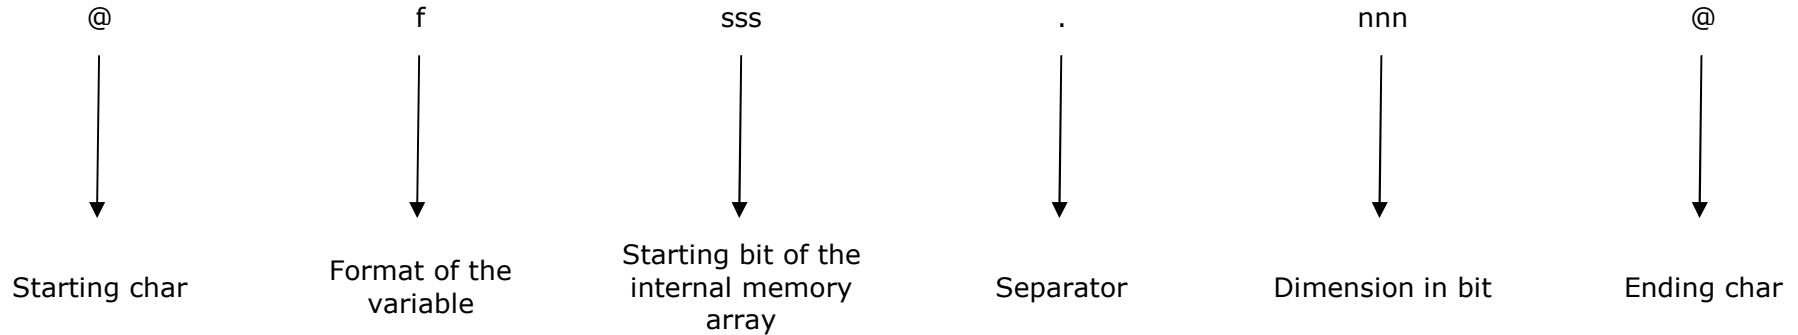 @ f sss . nnn @
Starting char
Format of the
variable
Starting bit of the
internal memory
array
Separator
Dimension in bit
Ending char